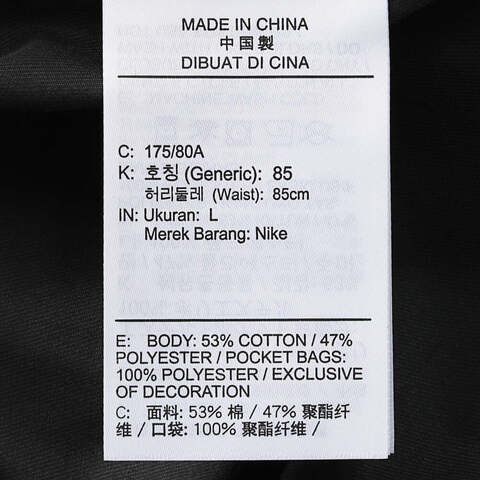 MADE IN CHINA
中国製
DIBUAT DI CINA
C: 175/80A
K: 호칭 (Generic): 85
허리둘레 (Waist): 85cm
IN: Ukuran: L
Merek Barang: Nike
E: BODY: 53% COTTON / 47%
POLYESTER / POCKET BAGS:
100% POLYESTER / EXCLUSIVE
OF DECORATION
C: 面料: 53% 棉 / 47% 聚酯纤
维 / 口袋: 100% 聚酯纤维 /